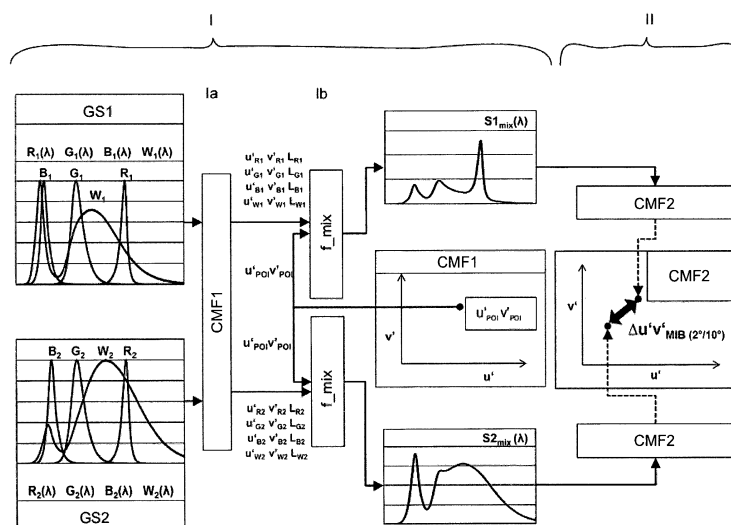 I
II
Ia
Ib
GS1
R₁(λ) G₁(λ) B₁(λ) W₁(λ)
B₁ G₁ R₁
W₁
u'R1 v'R1 LR1
u'G1 v'G1 LG1
u'B1 v'B1 LB1
u'W1 v'W1 LW1
f_mix
S1mix(λ)
CMF2
CMF1
u'POI v'POI
CMF1
v'
u'POI v'POI
u'
CMF2
v'
Δu'v'MIB (2°/10°)
u'
u'POI v'POI
B₂ G₂ W₂ R₂
R₂(λ) G₂(λ) B₂(λ) W₂(λ)
GS2
u'R2 v'R2 LR2
u'G2 v'G2 LG2
u'B2 v'B2 LB2
u'W2 v'W2 LW2
f_mix
S2mix(λ)
CMF2